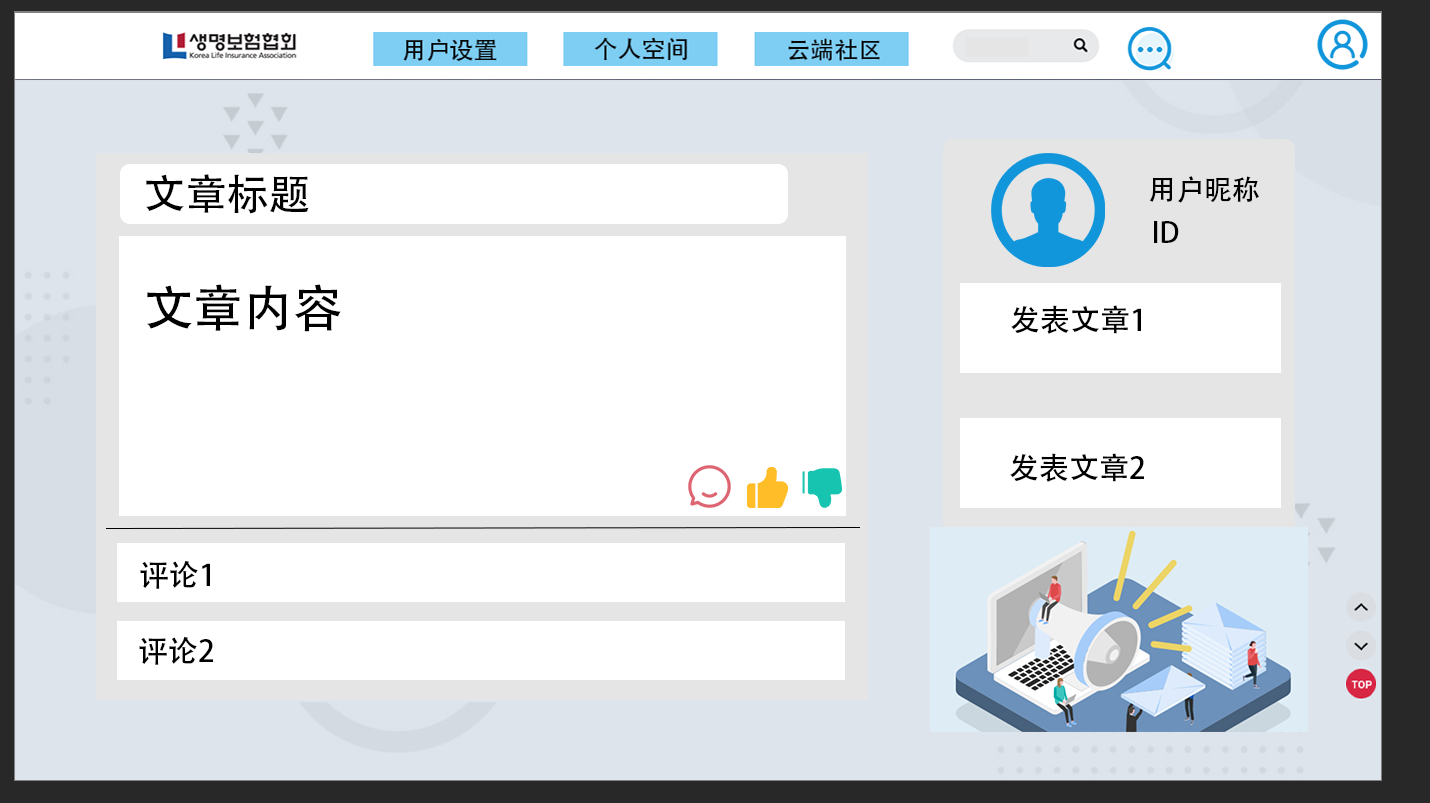 생명보험협회
Korea Life Insurance Association
用户设置
个人空间
云端社区
文章标题
文章内容
评论1
评论2
用户昵称
ID
发表文章1
发表文章2
TOP